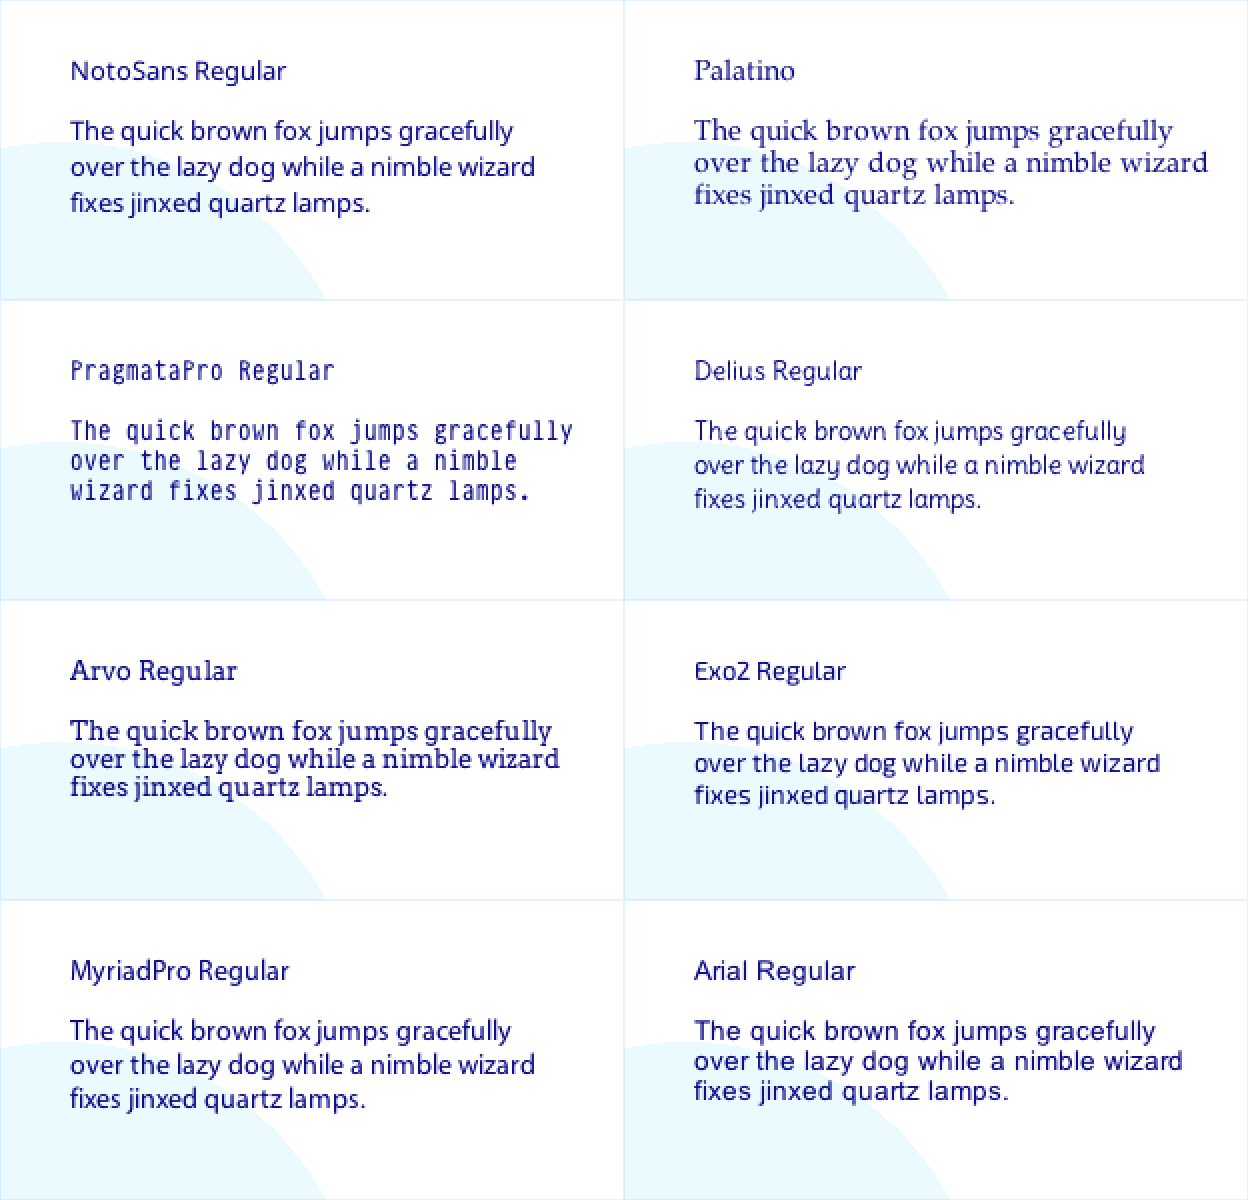 NotoSans Regular
The quick brown fox jumps gracefully
over the lazy dog while a nimble wizard
fixes jinxed quartz lamps.
Palatino
The quick brown fox jumps gracefully
over the lazy dog while a nimble wizard
fixes jinxed quartz lamps.
PragmataPro Regular
The quick brown fox jumps gracefully
over the lazy dog while a nimble
wizard fixes jinxed quartz lamps.
Delius Regular
The quick brown fox jumps gracefully
over the lazy dog while a nimble wizard
fixes jinxed quartz lamps.
Arvo Regular
The quick brown fox jumps gracefully
over the lazy dog while a nimble wizard
fixes jinxed quartz lamps.
Exo2 Regular
The quick brown fox jumps gracefully
over the lazy dog while a nimble wizard
fixes jinxed quartz lamps.
MyriadPro Regular
The quick brown fox jumps gracefully
over the lazy dog while a nimble wizard
fixes jinxed quartz lamps.
Arial Regular
The quick brown fox jumps gracefully
over the lazy dog while a nimble wizard
fixes jinxed quartz lamps.